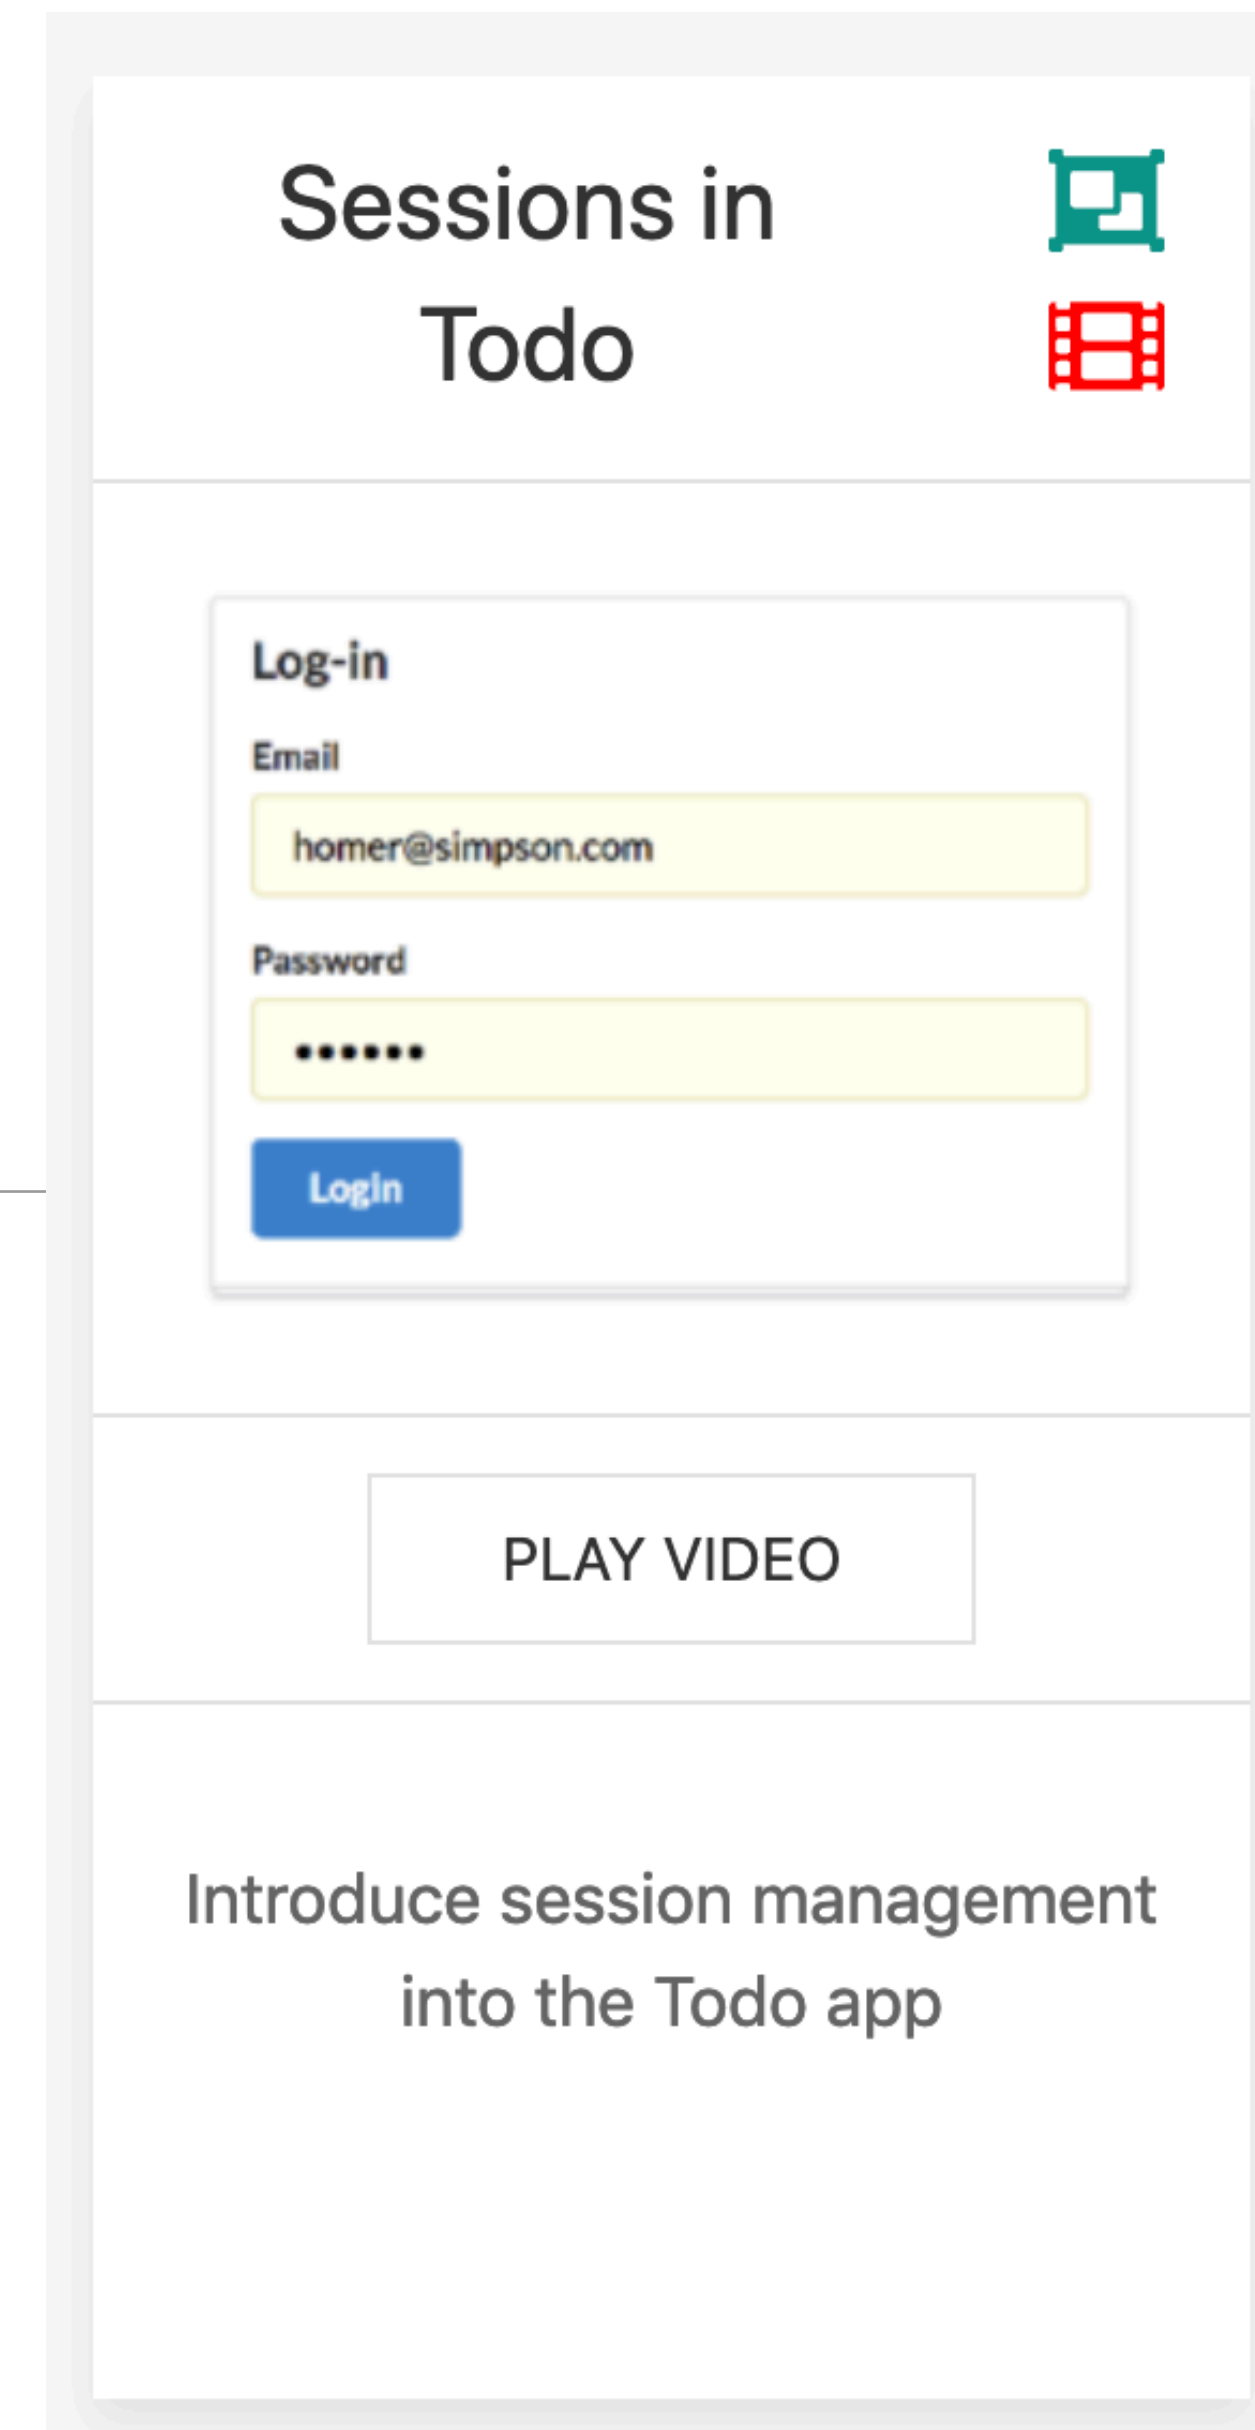 Sessions in
Todo
Log-in
Email
homer@simpson.com
Password
••••••
Login
PLAY VIDEO
Introduce session management
into the Todo app